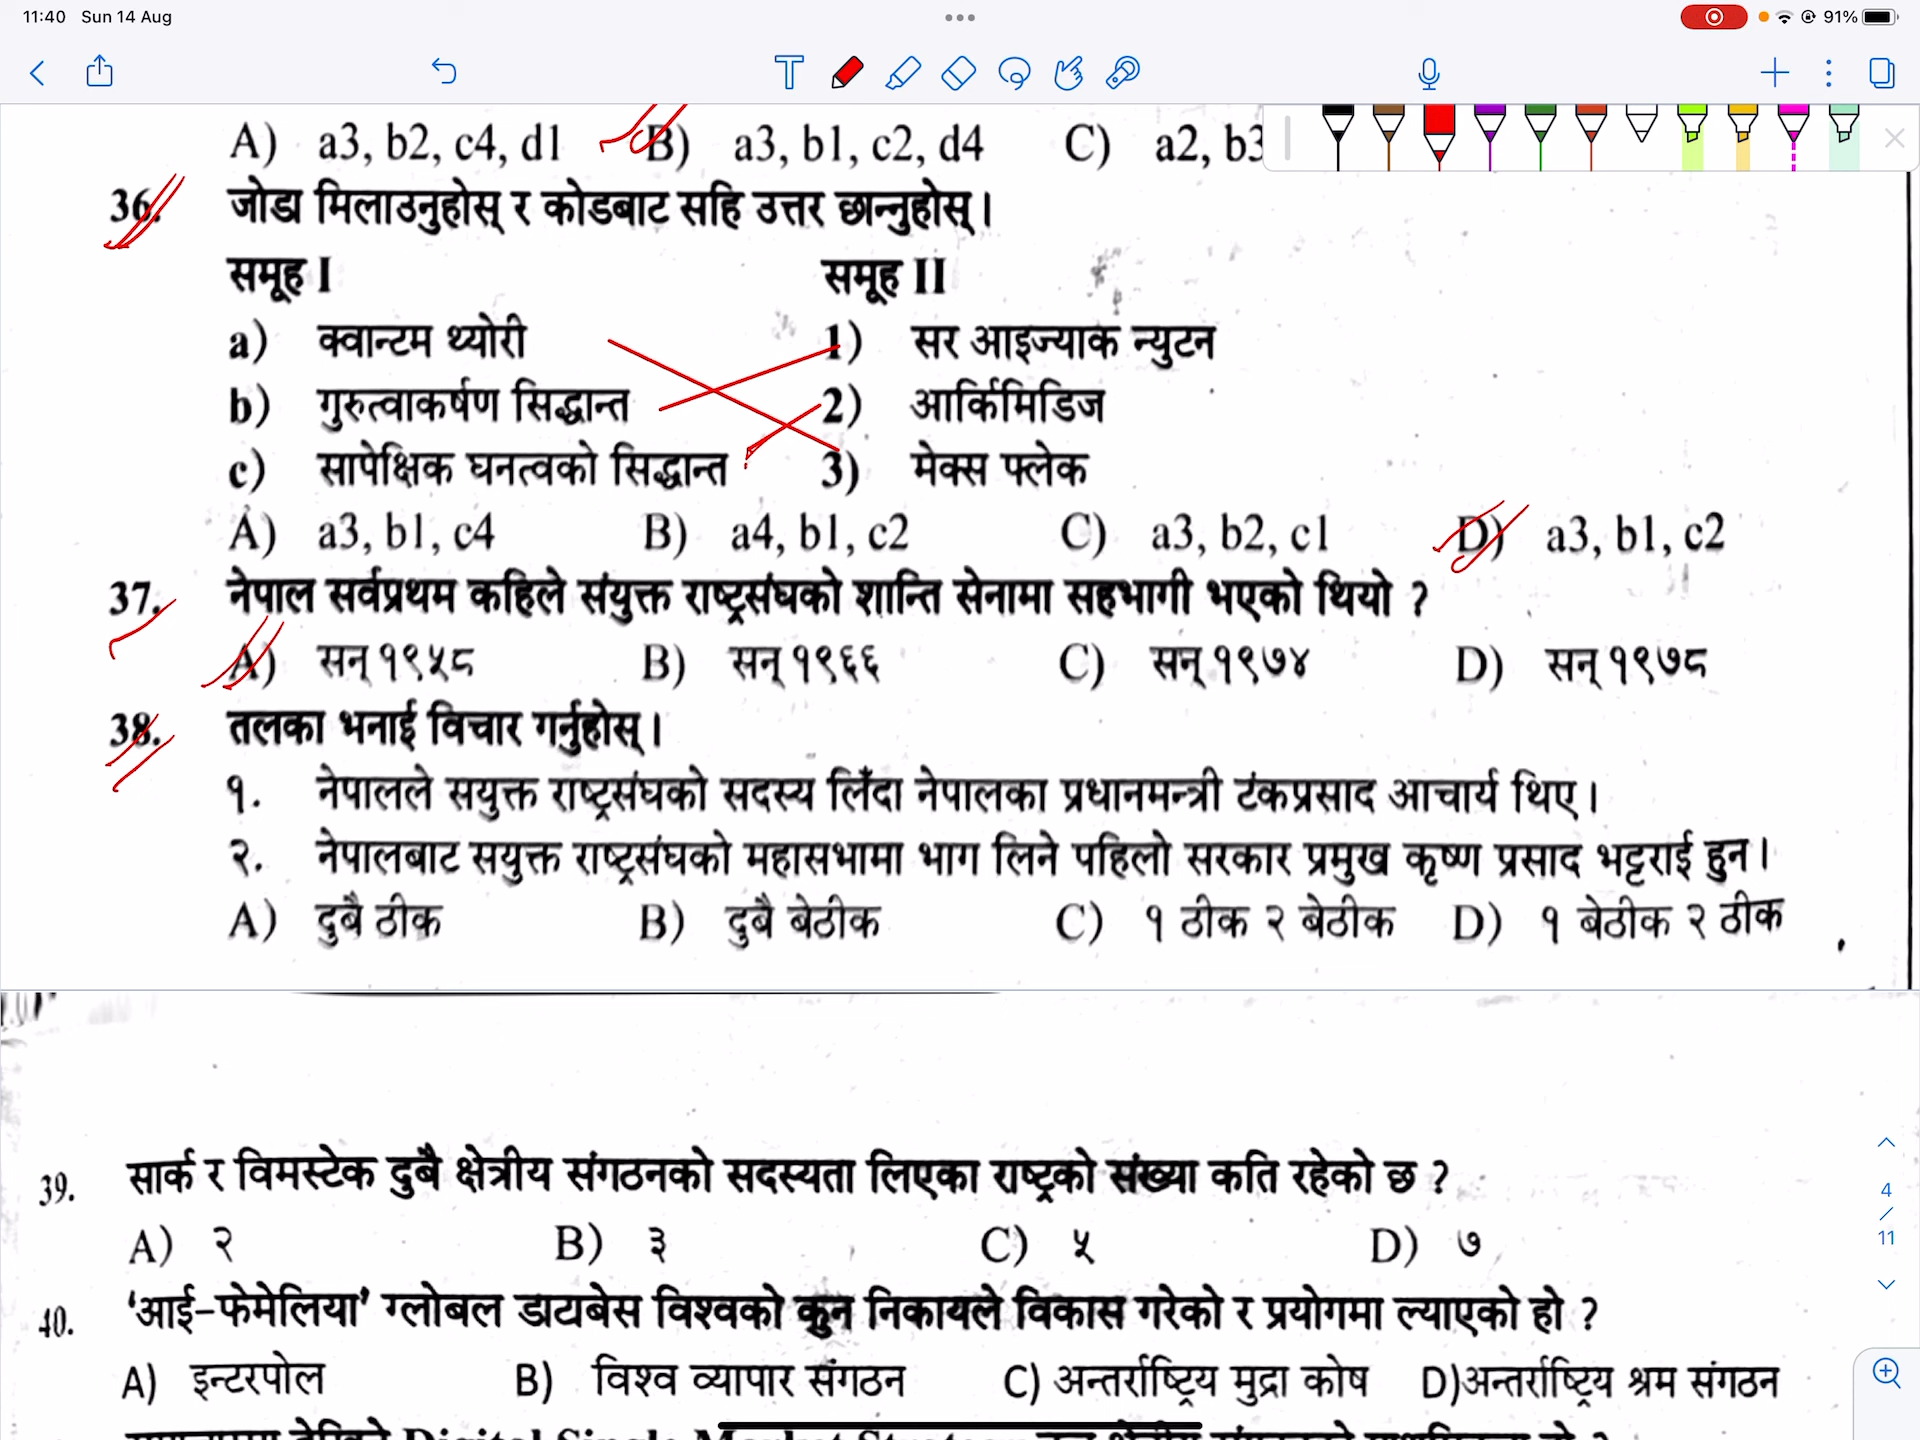 11:40 Sun 14 Aug
91%
A) a3, b2, c4, d1 B) a3, b1, c2, d4 C) a2, b3
36. जोडा मिलाउनुहोस् र कोडबाट सहि उत्तर छान्नुहोस्।
समूह I समूह II
a) क्वान्टम थ्योरी 1) सर आइज्याक न्युटन
b) गुरुत्वाकर्षण सिद्धान्त 2) आर्किमिडिज
c) सापेक्षिक घनत्वको सिद्धान्त 3) मेक्स फ्लेक
A) a3, b1, c4 B) a4, b1, c2 C) a3, b2, c1 D) a3, b1, c2
37. नेपाल सर्वप्रथम कहिले संयुक्त राष्ट्रसंघको शान्ति सेनामा सहभागी भएको थियो ?
A) सन् १९५८ B) सन् १९६६ C) सन् १९७४ D) सन् १९७८
38. तलका भनाई विचार गर्नुहोस्।
१. नेपालले सयुक्त राष्ट्रसंघको सदस्य लिँदा नेपालका प्रधानमन्त्री टंकप्रसाद आचार्य थिए।
२. नेपालबाट सयुक्त राष्ट्रसंघको महासभामा भाग लिने पहिलो सरकार प्रमुख कृष्ण प्रसाद भट्टराई हुन।
A) दुबै ठीक B) दुबै बेठीक C) १ ठीक २ बेठीक D) १ बेठीक २ ठीक
39. सार्क र विमस्टेक दुबै क्षेत्रीय संगठनको सदस्यता लिएका राष्ट्रको संख्या कति रहेको छ ?
A) २ B) ३ C) ५ D) ७
40. ‘आई-फेमेलिया’ ग्लोबल डाटाबेस विश्वको कुन निकायले विकास गरेको र प्रयोगमा ल्याएको हो ?
A) इन्टरपोल B) विश्व व्यापार संगठन C) अन्तर्राष्ट्रिय मुद्रा कोष D)अन्तर्राष्ट्रिय श्रम संगठन
4
/
11